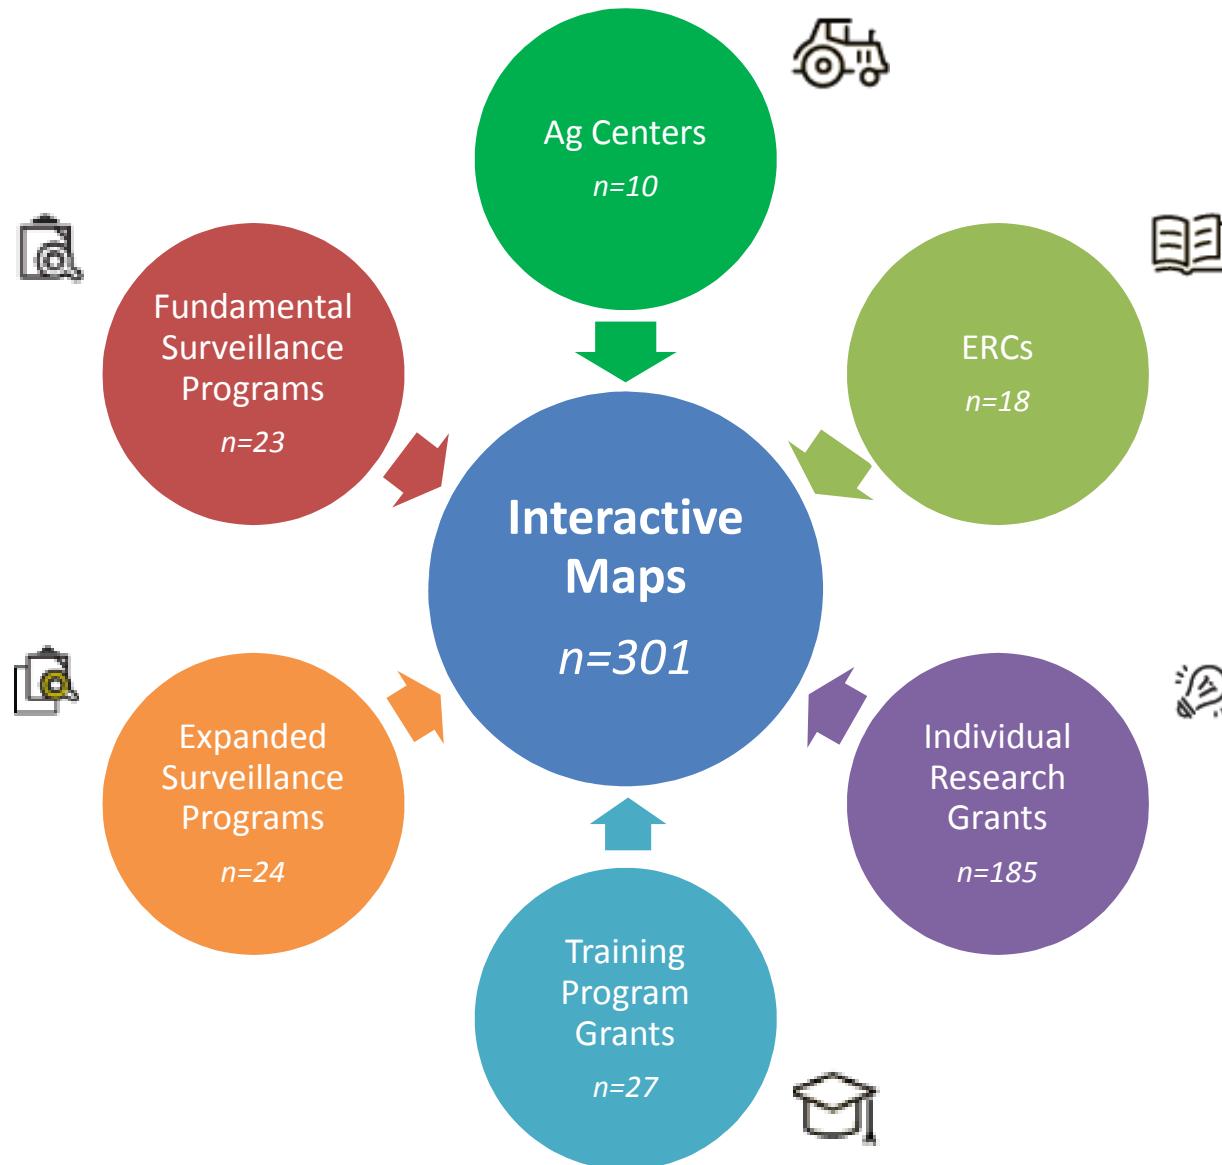 Ag Centers
n=10
Fundamental
Surveillance
Programs
n=23
ERCs
n=18
Interactive
Maps
n=301
Expanded
Surveillance
Programs
n=24
Individual
Research
Grants
n=185
Training
Program
Grants
n=27